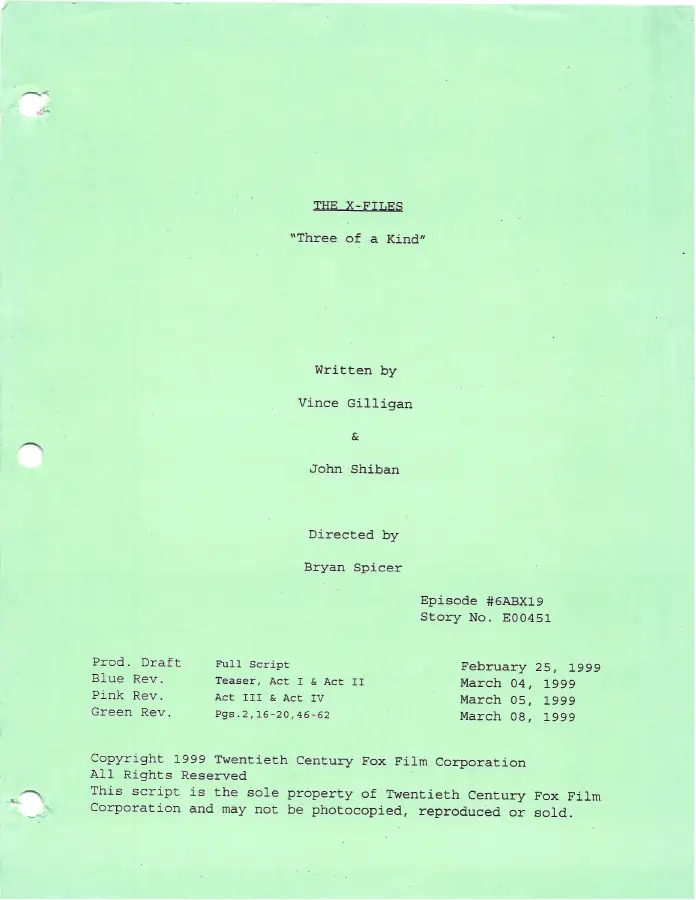 THE X-FILES
"Three of a Kind"
Written by
Vince Gilligan
&
John Shiban
Directed by
Bryan Spicer
Episode #6ABX19
Story No. E00451
Prod. Draft Full Script February 25, 1999
Blue Rev. Teaser, Act I & Act II March 04, 1999
Pink Rev. Act III & Act IV March 05, 1999
Green Rev. Pgs.2,16-20,46-62 March 08, 1999
Copyright 1999 Twentieth Century Fox Film Corporation
All Rights Reserved
This script is the sole property of Twentieth Century Fox Film
Corporation and may not be photocopied, reproduced or sold.